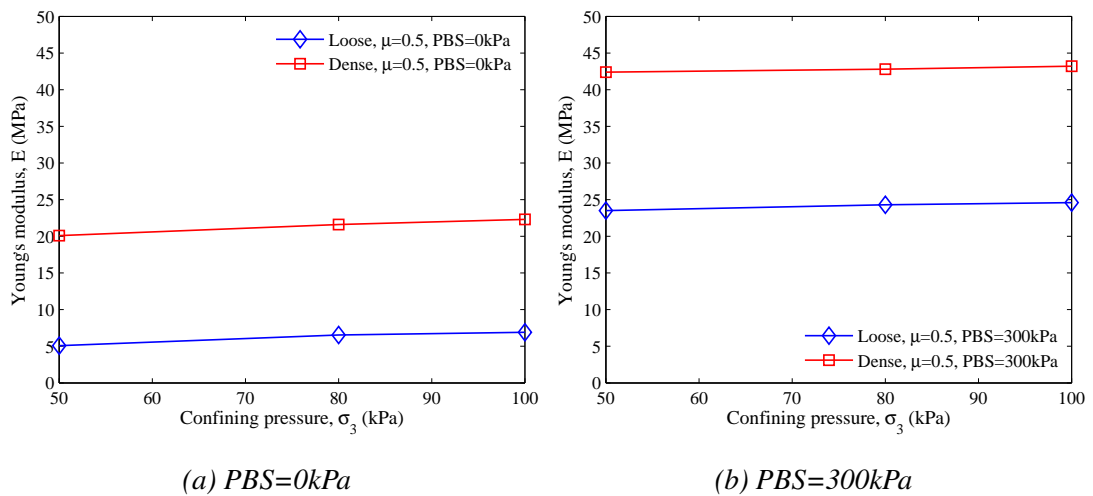 50
45
40
35
30
25
20
15
10
5
0
Young's modulus, E (MPa)
Loose, μ=0.5, PBS=0kPa
Dense, μ=0.5, PBS=0kPa
50 60 70 80 90 100
Confining pressure, σ3 (kPa)
(a) PBS=0kPa
50
45
40
35
30
25
20
15
10
5
0
Young's modulus, E (MPa)
Loose, μ=0.5, PBS=300kPa
Dense, μ=0.5, PBS=300kPa
50 60 70 80 90 100
Confining pressure, σ3 (kPa)
(b) PBS=300kPa